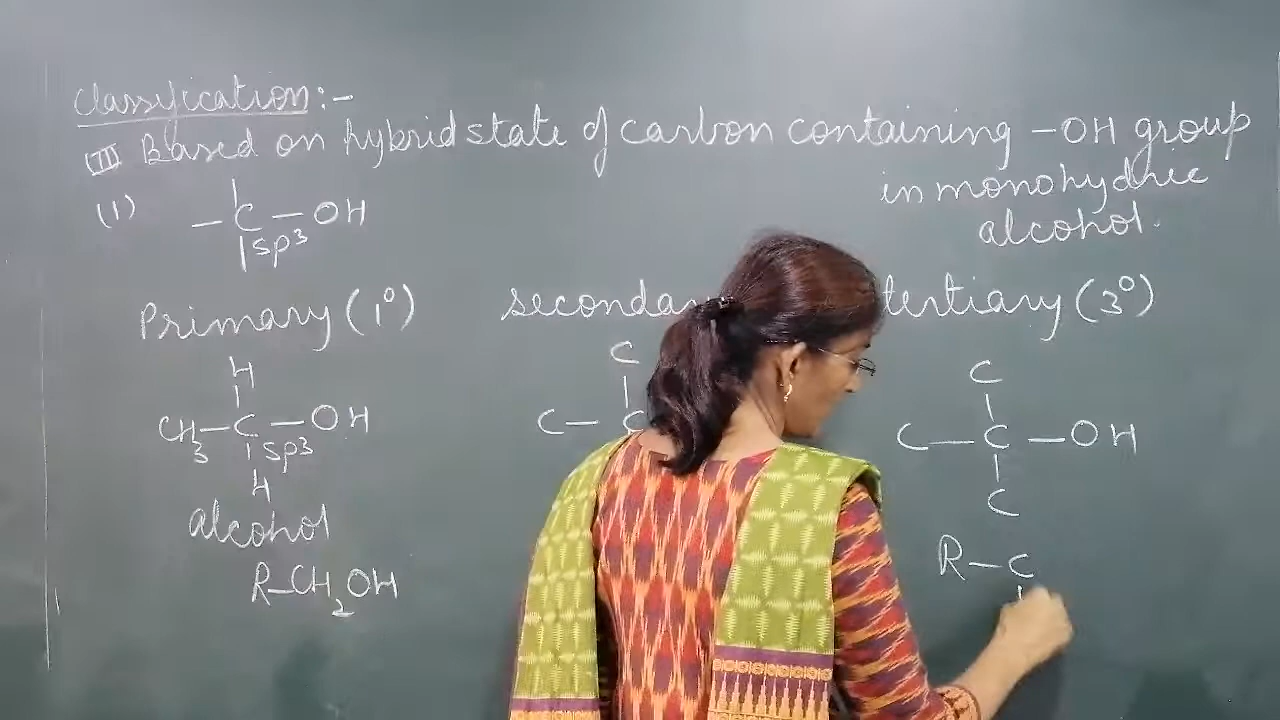 Classification :-
(III) Based on hybrid state of carbon containing -OH group
in monohydric
alcohol.
(1) -C-OH
sp3
Primary (1°)
H
CH3-C-OH
sp3
H
alcohol
R-CH2OH
C
C-C
tertiary (3°)
C
C-C-OH
C
R-C